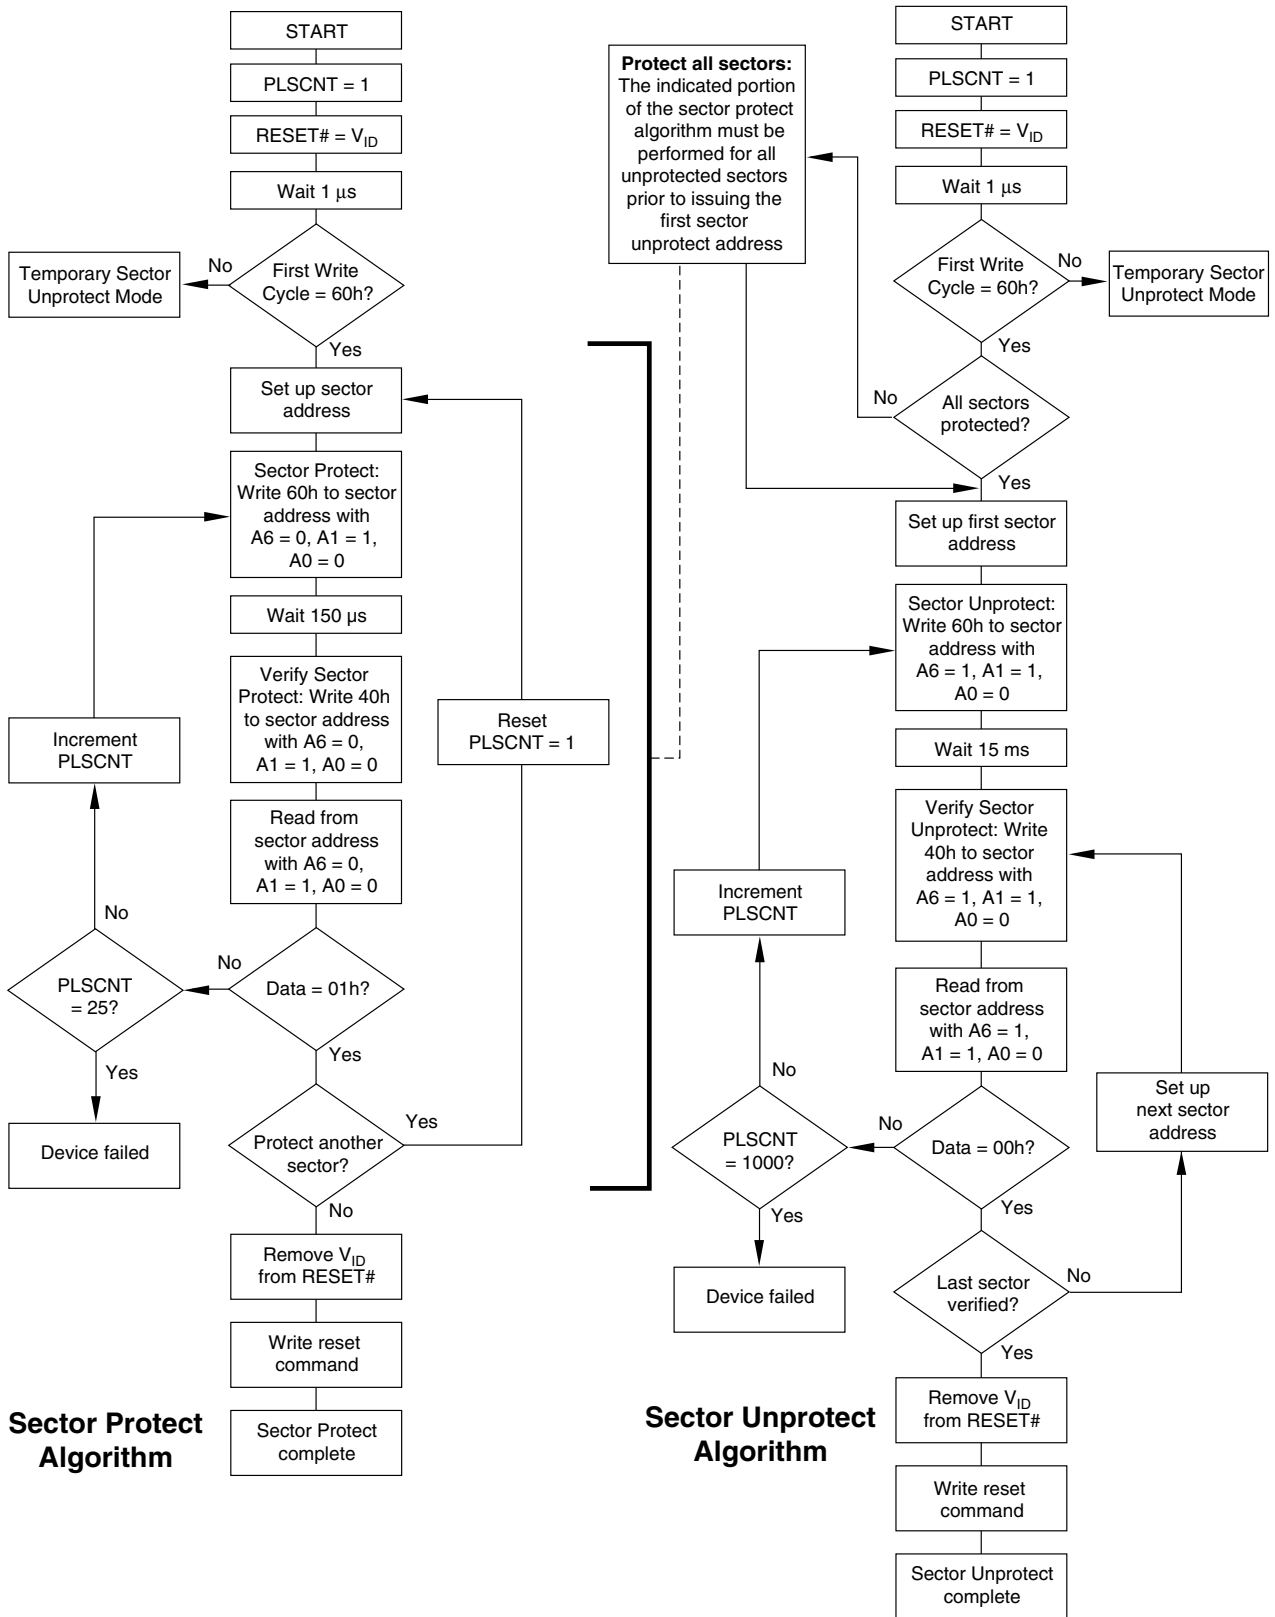 START
PLSCNT = 1
RESET# = VID
Wait 1 μs
First Write
Cycle = 60h?
No
Temporary Sector
Unprotect Mode
Yes
Set up sector
address
Sector Protect:
Write 60h to sector
address with
A6 = 0, A1 = 1,
A0 = 0
Wait 150 µs
Verify Sector
Protect: Write 40h
to sector address
with A6 = 0,
A1 = 1, A0 = 0
Reset
PLSCNT = 1
Increment
PLSCNT
Read from
sector address
with A6 = 0,
A1 = 1, A0 = 0
No
PLSCNT
= 25?
No
Data = 01h?
Yes
Yes
Device failed
Protect another
sector?
Yes
No
Remove VID
from RESET#
Write reset
command
Sector Protect
complete
Sector Protect
Algorithm
Protect all sectors:
The indicated portion
of the sector protect
algorithm must be
performed for all
unprotected sectors
prior to issuing the
first sector
unprotect address
START
PLSCNT = 1
RESET# = VID
Wait 1 μs
First Write
Cycle = 60h?
No
Temporary Sector
Unprotect Mode
Yes
No
All sectors
protected?
Yes
Set up first sector
address
Sector Unprotect:
Write 60h to sector
address with
A6 = 1, A1 = 1,
A0 = 0
Wait 15 ms
Verify Sector
Unprotect: Write
40h to sector
address with
A6 = 1, A1 = 1,
A0 = 0
Increment
PLSCNT
Read from
sector address
with A6 = 1,
A1 = 1, A0 = 0
No
Set up
next sector
address
PLSCNT
= 1000?
No
Data = 00h?
Yes
Yes
Device failed
Last sector
verified?
No
Yes
Remove VID
from RESET#
Write reset
command
Sector Unprotect
complete
Sector Unprotect
Algorithm